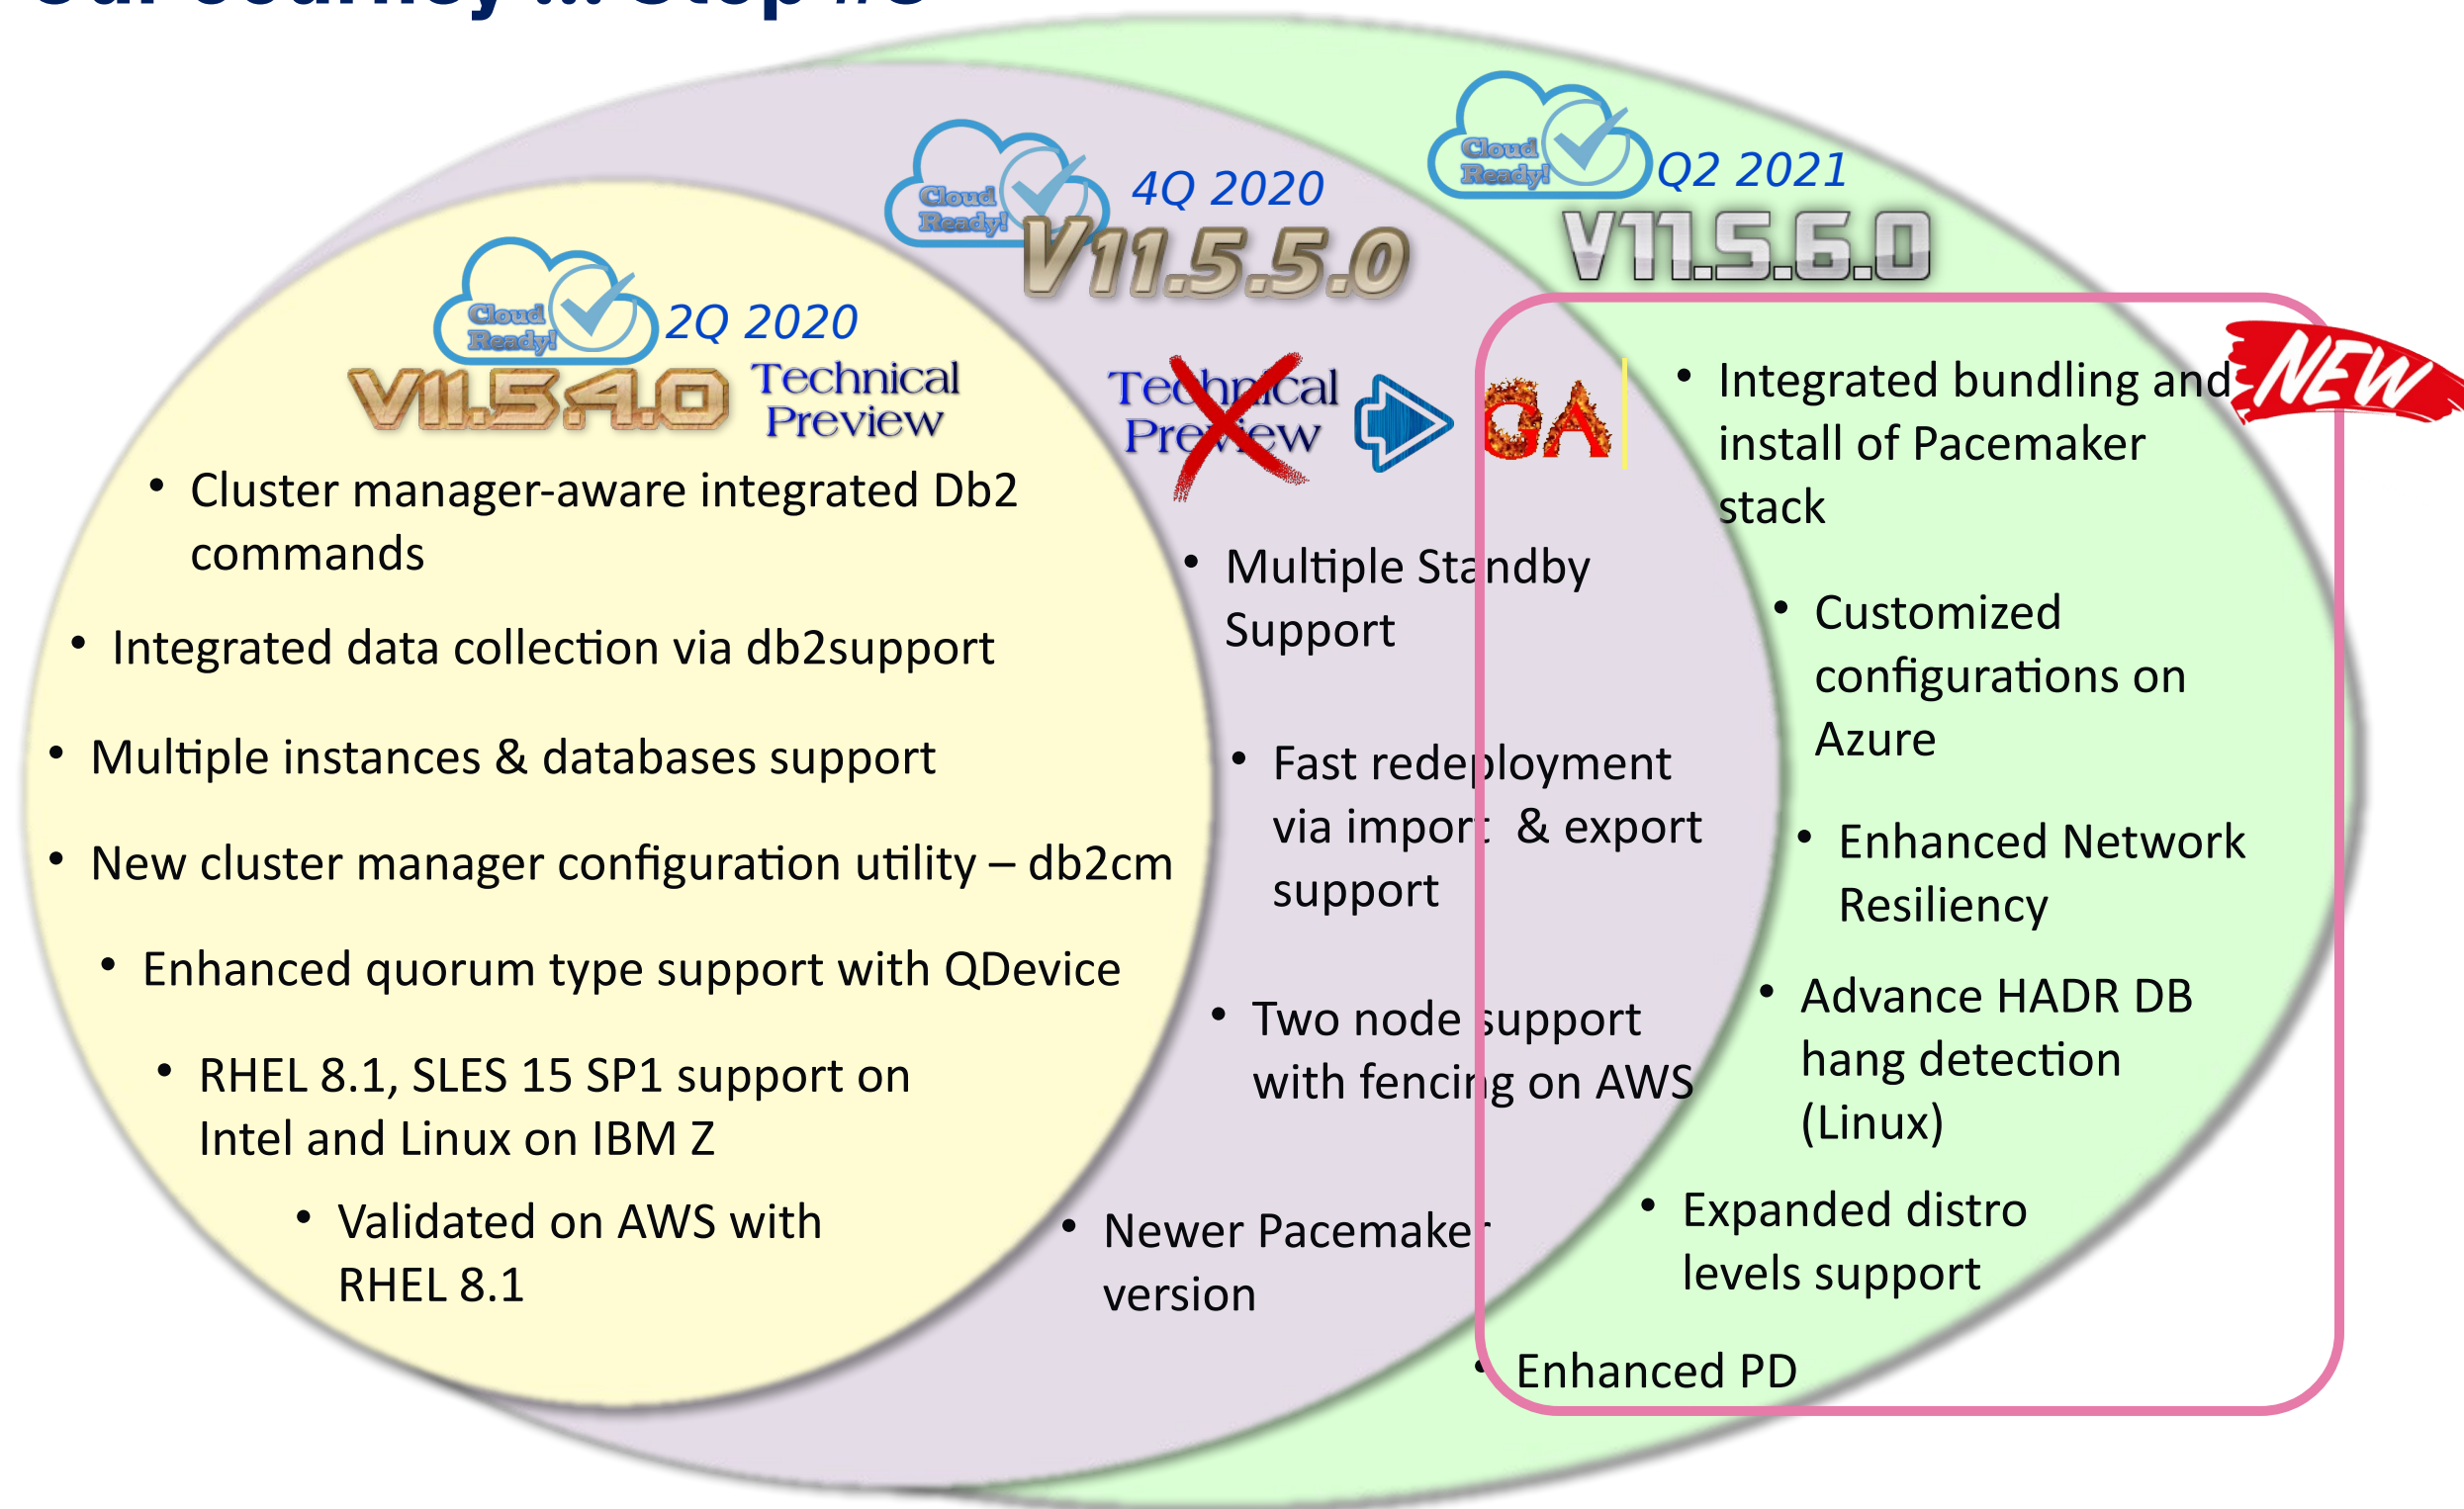 2Q 2020
V11.5.4.0
Technical
Preview
Cloud
Ready!
• Cluster manager-aware integrated Db2
commands
• Integrated data collection via db2support
• Multiple instances & databases support
• New cluster manager configuration utility – db2cm
• Enhanced quorum type support with QDevice
• RHEL 8.1, SLES 15 SP1 support on
Intel and Linux on IBM Z
• Validated on AWS with
RHEL 8.1
Cloud
Ready!
4Q 2020
V11.5.5.0
Technical
Preview
GA
• Multiple Standby
Support
• Fast redeployment
via import & export
support
• Two node support
with fencing on AWS
• Newer Pacemaker
version
Cloud
Ready!
Q2 2021
V11.5.6.0
NEW
• Integrated bundling and
install of Pacemaker
stack
• Customized
configurations on
Azure
• Enhanced Network
Resiliency
• Advance HADR DB
hang detection
(Linux)
• Expanded distro
levels support
• Enhanced PD